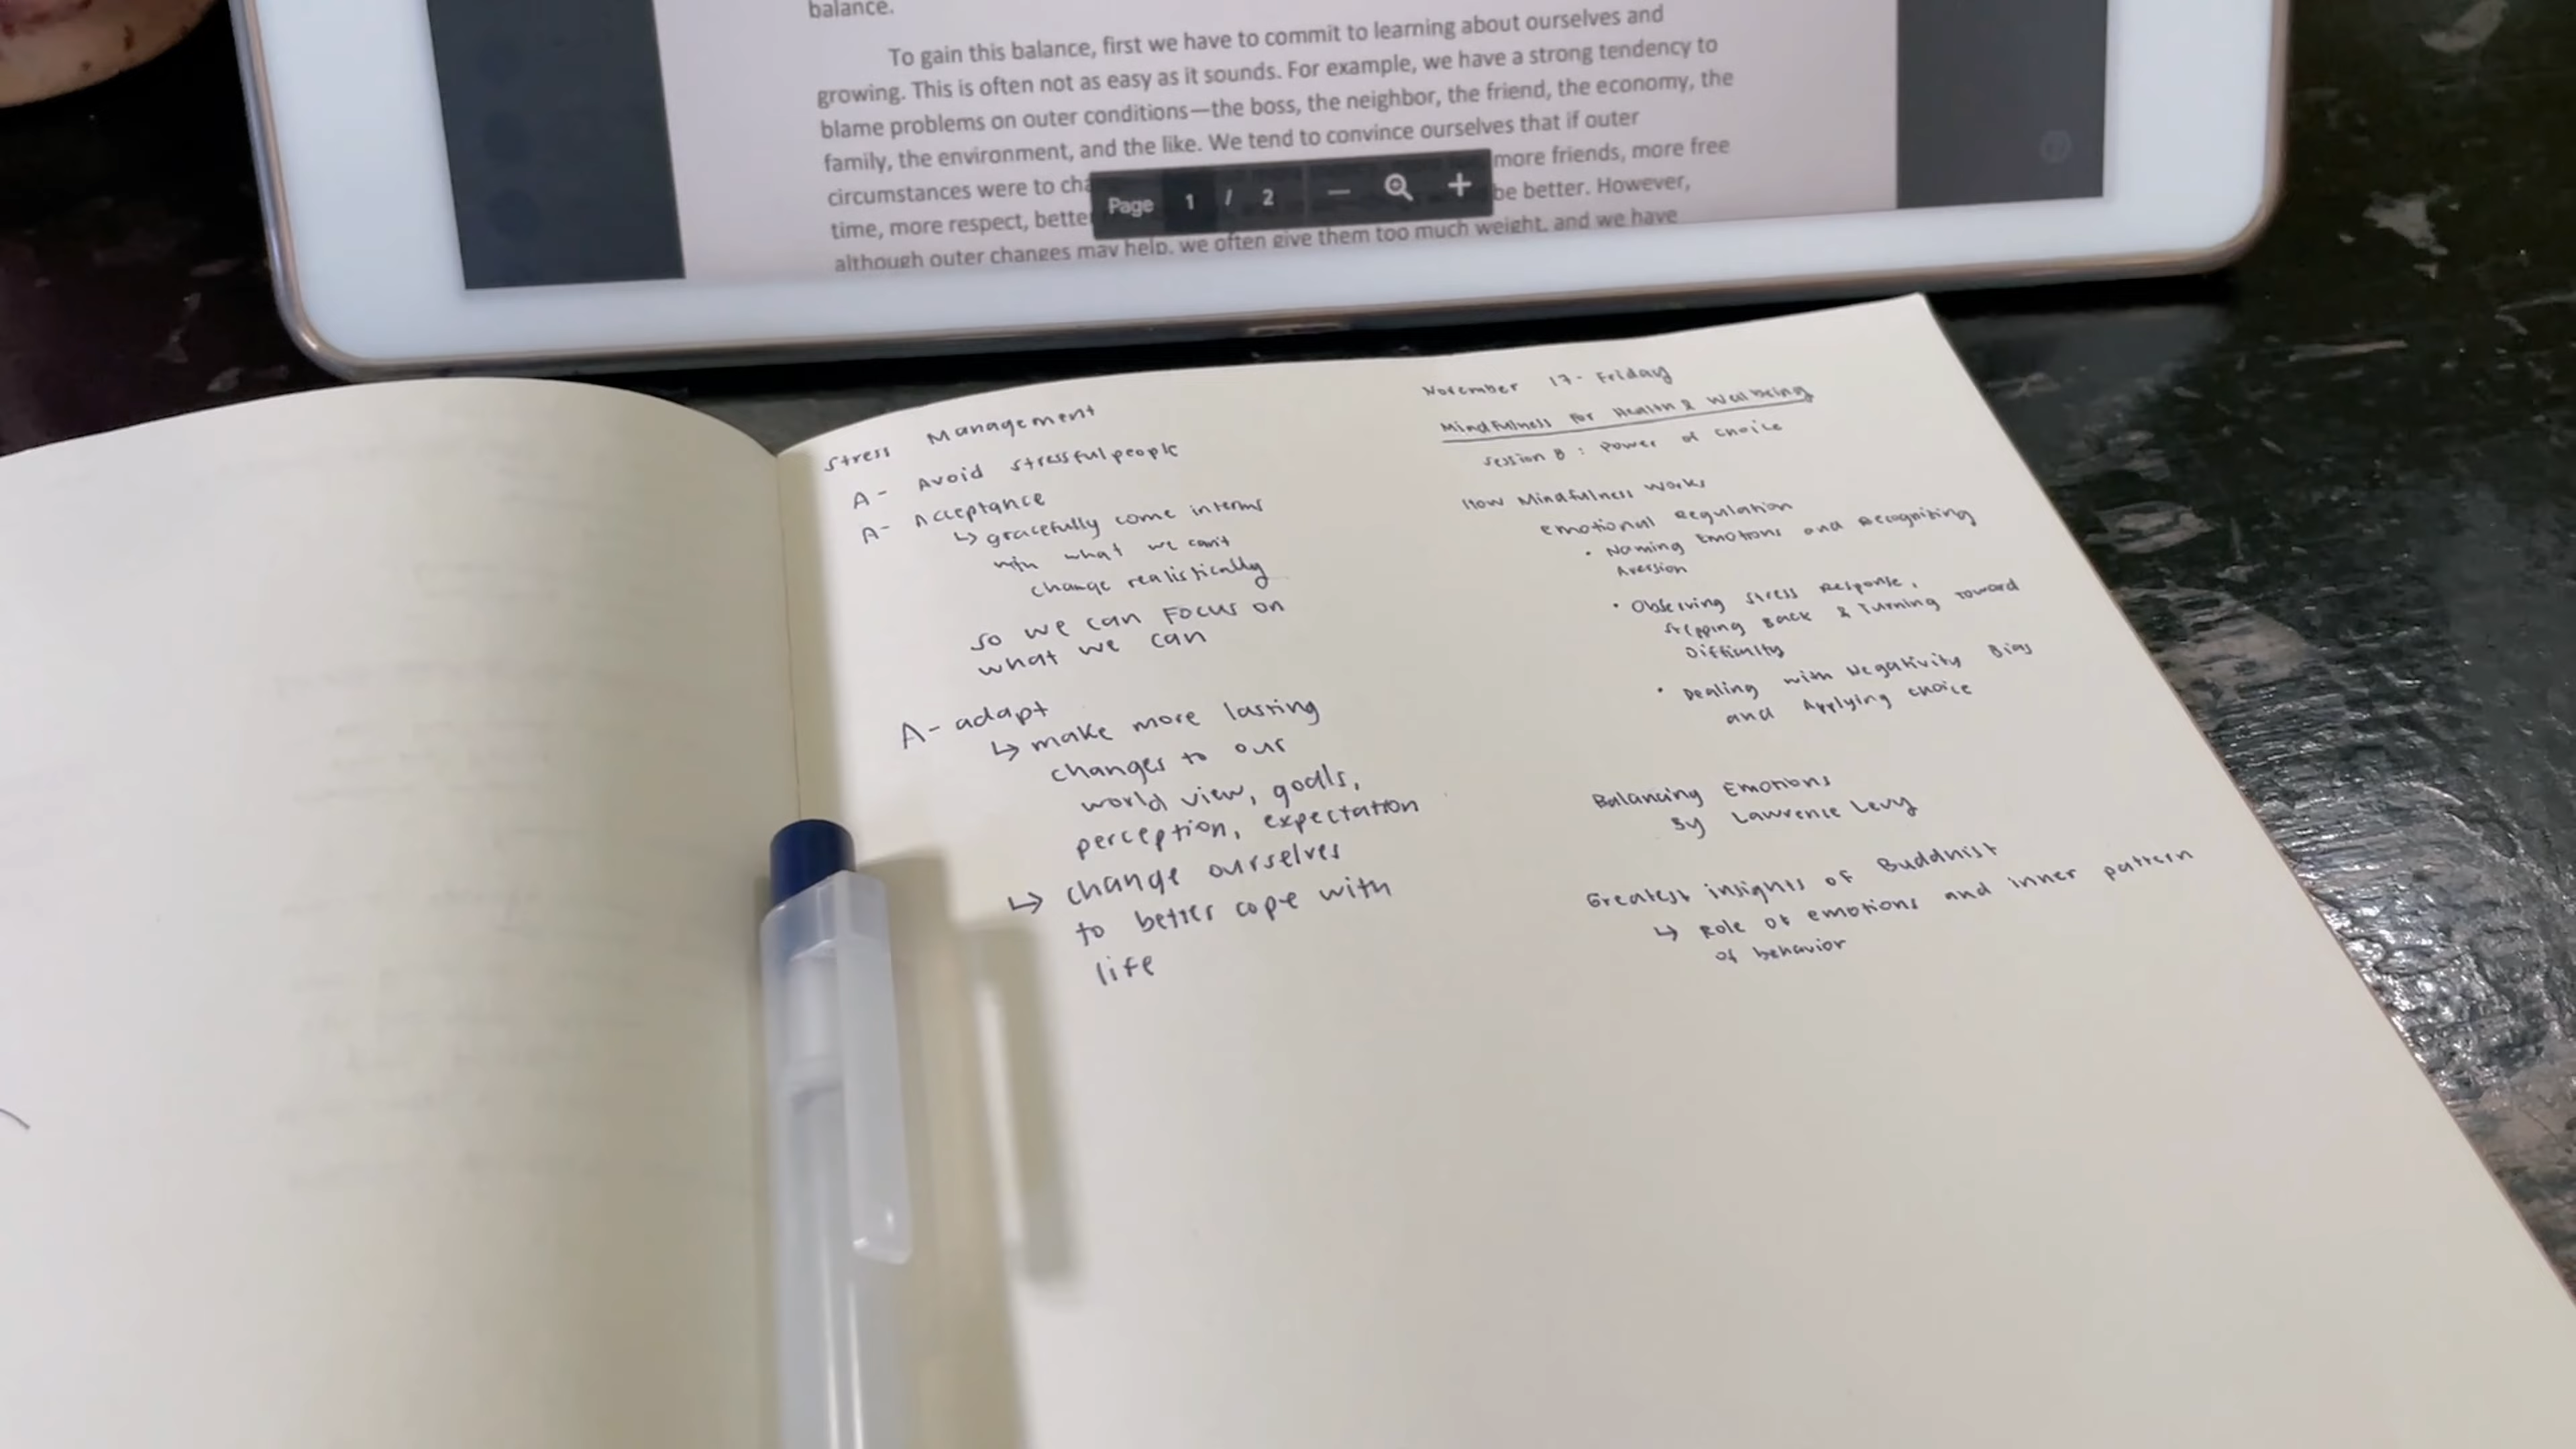 balance.
To gain this balance, first we have to commit to learning about ourselves and
growing. This is often not as easy as it sounds. For example, we have a strong tendency to
blame problems on outer conditions—the boss, the neighbor, the friend, the economy, the
family, the environment, and the like. We tend to convince ourselves that if outer
circumstances were to cha more friends, more free
time, more respect, bette be better. However,
although outer changes may help, we often give them too much weight, and we have
Page 1 / 2
Stress Management
A- Avoid stressful people
A- Acceptance
↳ gracefully come in terms
with what we can't
change realistically
so we can Focus on
what we can
A- adapt
↳ make more lasting
changes to our
world view, goals,
perception, expectation
↳ change ourselves
to better cope with
life
November 17- Friday
Mindfulness for Health & Wellbeing
Session B : Power of choice
How Mindfulness Works
Emotional Regulation
• Naming Emotions and Recognizing
Aversion
• Observing Stress Response,
Stepping Back & Turning Toward
Difficulty
• Dealing with Negativity Bias
and Applying choice
Balancing Emotions
By Lawrence Levy
Greatest insights of Buddhist
↳ Role of emotions and inner pattern
of behavior